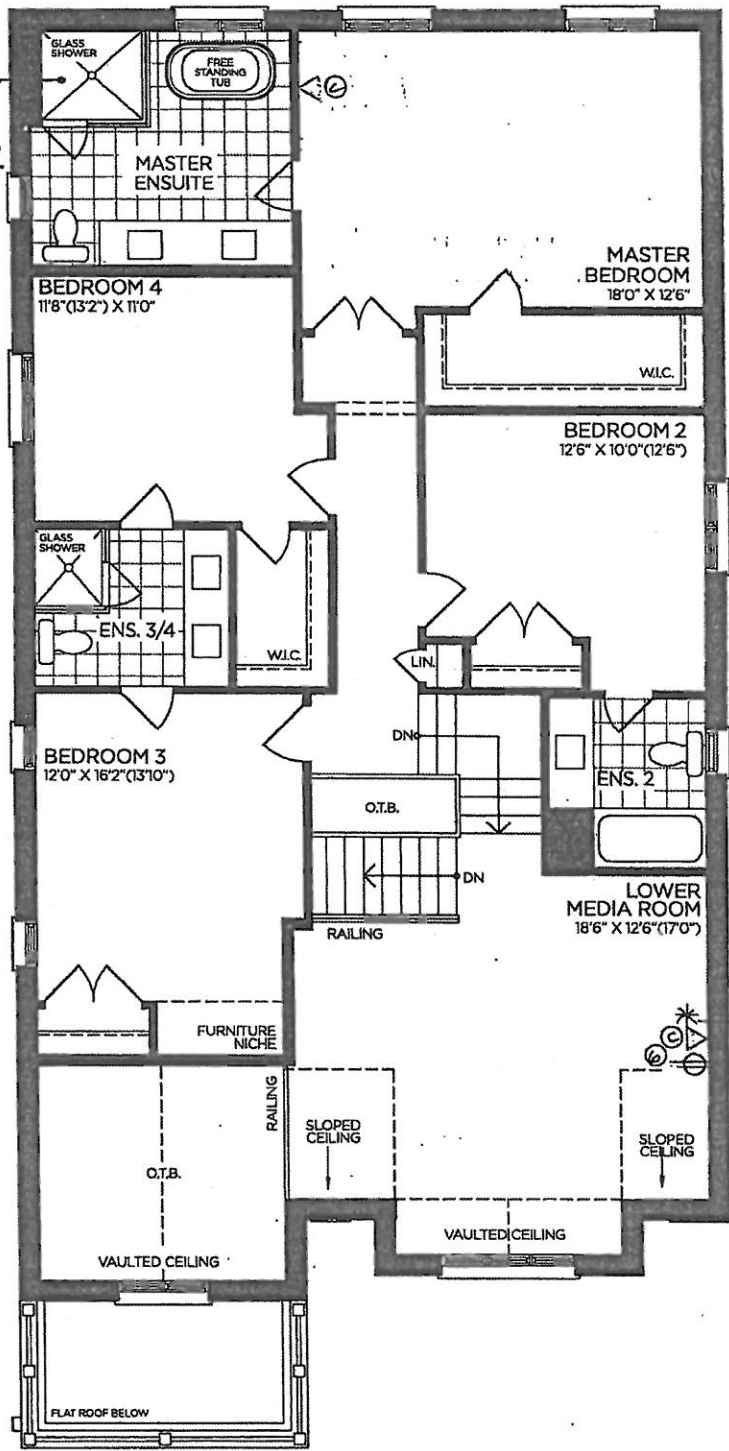 GLASS
SHOWER
FREE
STANDING
TUB
C
MASTER
ENSUITE
MASTER
BEDROOM
18'0" X 12'6"
BEDROOM 4
11'8"(13'2") X 11'0"
W.I.C.
BEDROOM 2
12'6" X 10'0"(12'6")
GLASS
SHOWER
ENS. 3/4
W.I.C.
LIN.
DN
BEDROOM 3
12'0" X 16'2"(13'10")
O.T.B.
ENS. 2
DN
LOWER
MEDIA ROOM
18'6" X 12'6"(17'0")
RAILING
FURNITURE
NICHE
C
6
RAILING
SLOPED
CEILING
SLOPED
CEILING
O.T.B.
VAULTED CEILING
VAULTED CEILING
FLAT ROOF BELOW